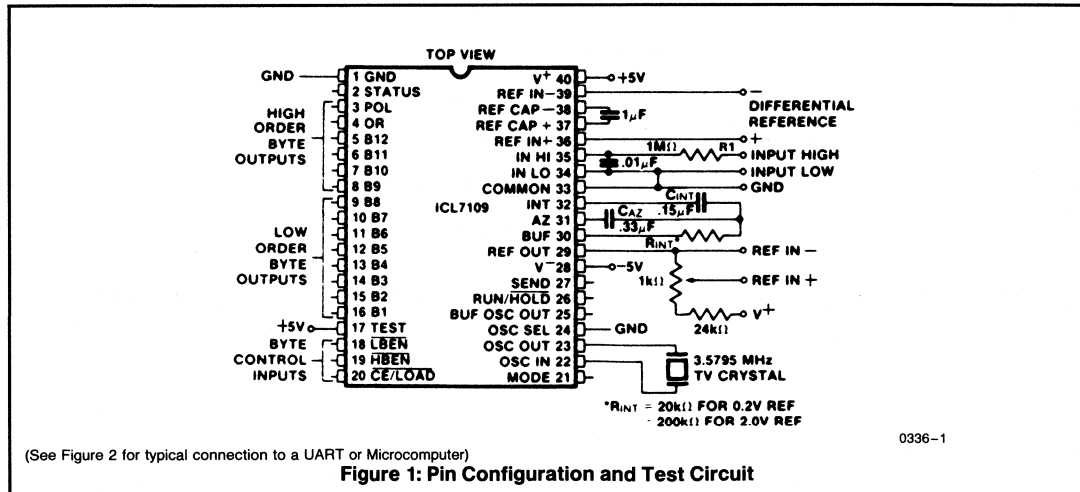 TOP VIEW
GND
1 GND
2 STATUS
3 POL
4 OR
5 B12
6 B11
7 B10
8 B9
9 B8
10 B7
11 B6
12 B5
13 B4
14 B3
15 B2
16 B1
17 TEST
18 LBEN
19 HBEN
20 CE/LOAD
HIGH
ORDER
BYTE
OUTPUTS
LOW
ORDER
BYTE
OUTPUTS
+5V
BYTE
CONTROL
INPUTS
ICL7109
V+ 40
REF IN- 39
REF CAP- 38
REF CAP+ 37
REF IN+ 36
IN HI 35
IN LO 34
COMMON 33
INT 32
AZ 31
BUF 30
REF OUT 29
V- 28
SEND 27
RUN/HOLD 26
BUF OSC OUT 25
OSC SEL 24
OSC OUT 23
OSC IN 22
MODE 21
+5V
-
DIFFERENTIAL
REFERENCE
1µF
+
1MΩ R1
INPUT HIGH
.01µF
INPUT LOW
GND
CINT
.15µF
CAZ
.33µF
RINT*
REF IN -
-5V
1kΩ
REF IN +
V+
24kΩ
GND
3.5795 MHz
TV CRYSTAL
*RINT = 20kΩ FOR 0.2V REF
- 200kΩ FOR 2.0V REF
0336-1
(See Figure 2 for typical connection to a UART or Microcomputer)
Figure 1: Pin Configuration and Test Circuit